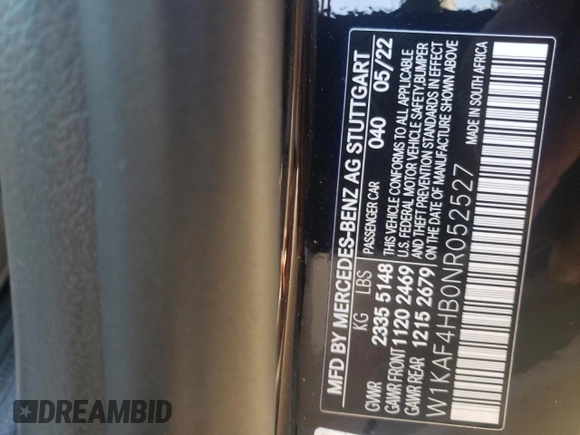 MFD BY MERCEDES-BENZ AG STUTTGART
PASSENGER CAR 040 05/22
KG LBS
GVWR 2335 5148
GAWR FRONT 1120 2469
GAWR REAR 1215 2679
THIS VEHICLE CONFORMS TO ALL APPLICABLE
U.S. FEDERAL MOTOR VEHICLE SAFETY,BUMPER
AND THEFT PREVENTION STANDARDS IN EFFECT
ON THE DATE OF MANUFACTURE SHOWN ABOVE
W1KAF4HB0NR052527
MADE IN SOUTH AFRICA
DREAMBID